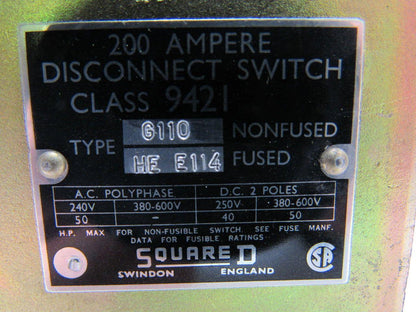 200 AMPERE
DISCONNECT SWITCH
CLASS 9421
TYPE G110 NONFUSED
HE E114 FUSED
A.C. POLYPHASE D.C. 2 POLES
240V 380-600V 250V 380-600V
50 – 40 50
H.P. MAX FOR NON-FUSIBLE SWITCH. SEE FUSE MANF.
DATA FOR FUSIBLE RATINGS
SQUARE D
SWINDON ENGLAND
SA
C